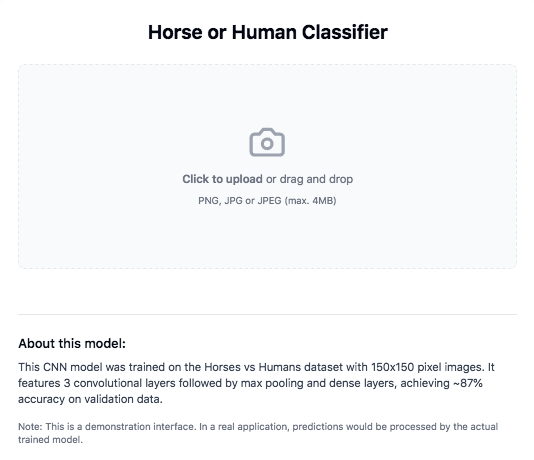 Horse or Human Classifier
Click to upload or drag and drop
PNG, JPG or JPEG (max. 4MB)
About this model:
This CNN model was trained on the Horses vs Humans dataset with 150x150 pixel images. It
features 3 convolutional layers followed by max pooling and dense layers, achieving ~87%
accuracy on validation data.
Note: This is a demonstration interface. In a real application, predictions would be processed by the actual
trained model.